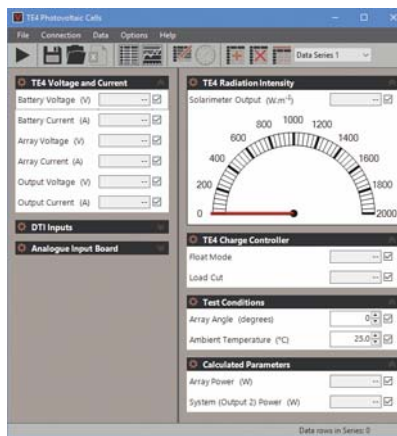 TE4 Photovoltaic Cells
File Connection Data Options Help
Data Series 1
TE4 Voltage and Current
Battery Voltage (V) --
Battery Current (A) --
Array Voltage (V) --
Array Current (A) --
Output Voltage (V) --
Output Current (A) --
DTI Inputs
Analogue Input Board
TE4 Radiation Intensity
Solarimeter Output (W.m⁻²) --
0 200 400 600 800 1000 1200 1400 1600 1800 2000
TE4 Charge Controller
Float Mode --
Load Cut --
Test Conditions
Array Angle (degrees) 0
Ambient Temperature (°C) 25.0
Calculated Parameters
Array Power (W) --
System (Output 2) Power (W) --
Data rows in Series: 0